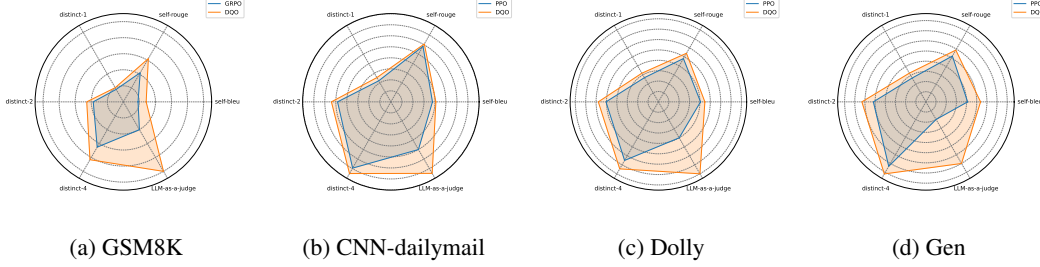 GRPO
DQO
distinct-1
self-rouge
distinct-2
self-bleu
distinct-4
LLM-as-a-judge
(a) GSM8K
PPO
DQO
distinct-1
self-rouge
distinct-2
self-bleu
distinct-4
LLM-as-a-judge
(b) CNN-dailymail
PPO
DQO
distinct-1
self-rouge
distinct-2
self-bleu
distinct-4
LLM-as-a-judge
(c) Dolly
PPO
DQO
distinct-1
self-rouge
distinct-2
self-bleu
distinct-4
LLM-as-a-judge
(d) Gen